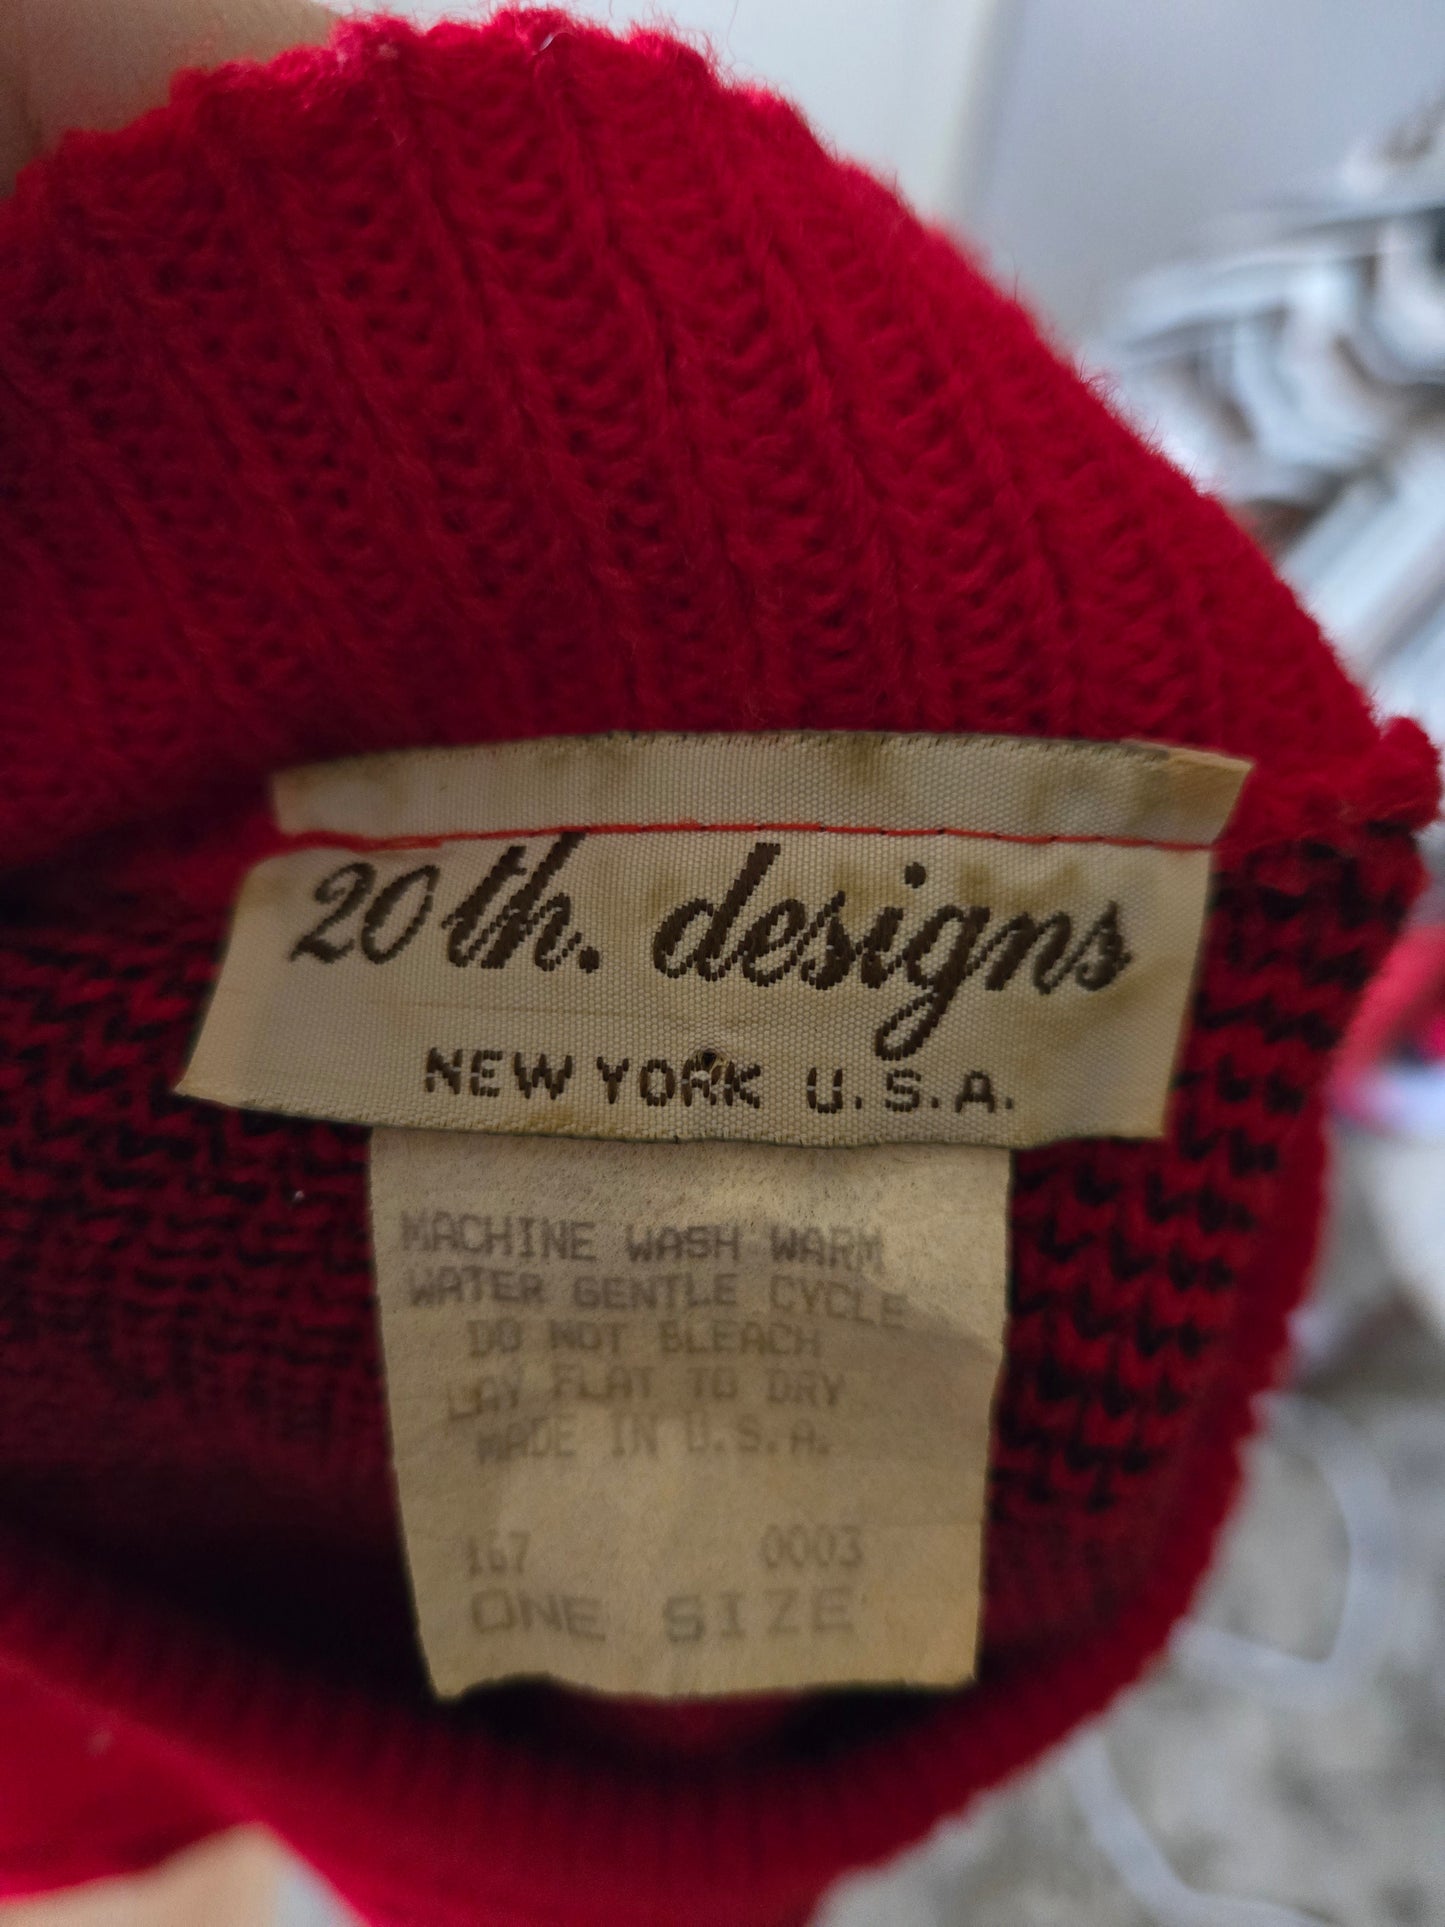 20th. designs
NEW YORK U.S.A.
MACHINE WASH WARM
WATER GENTLE CYCLE
DO NOT BLEACH
LAY FLAT TO DRY
MADE IN U.S.A.
167 0003
ONE SIZE